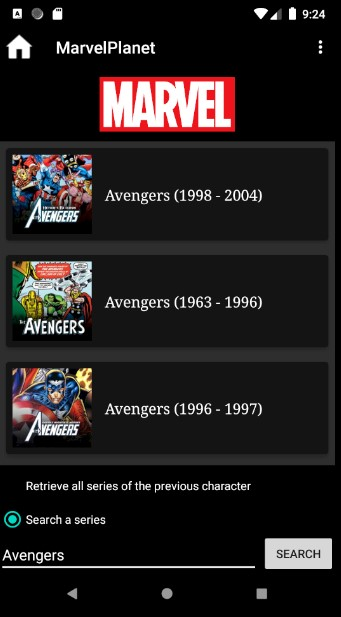 9:24
MarvelPlanet
MARVEL
AVENGERS
Avengers (1998 - 2004)
THE AVENGERS
Avengers (1963 - 1996)
AVENGERS
Avengers (1996 - 1997)
Retrieve all series of the previous character
Search a series
Avengers
SEARCH